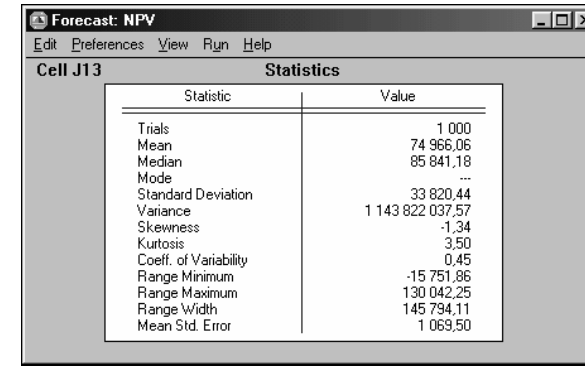 Forecast: NPV
Edit Preferences View Run Help
Cell J13 Statistics
Statistic Value
Trials 1 000
Mean 74 966,06
Median 85 841,18
Mode ---
Standard Deviation 33 820,44
Variance 1 143 822 037,57
Skewness -1,34
Kurtosis 3,50
Coeff. of Variability 0,45
Range Minimum -15 751,86
Range Maximum 130 042,25
Range Width 145 794,11
Mean Std. Error 1 069,50